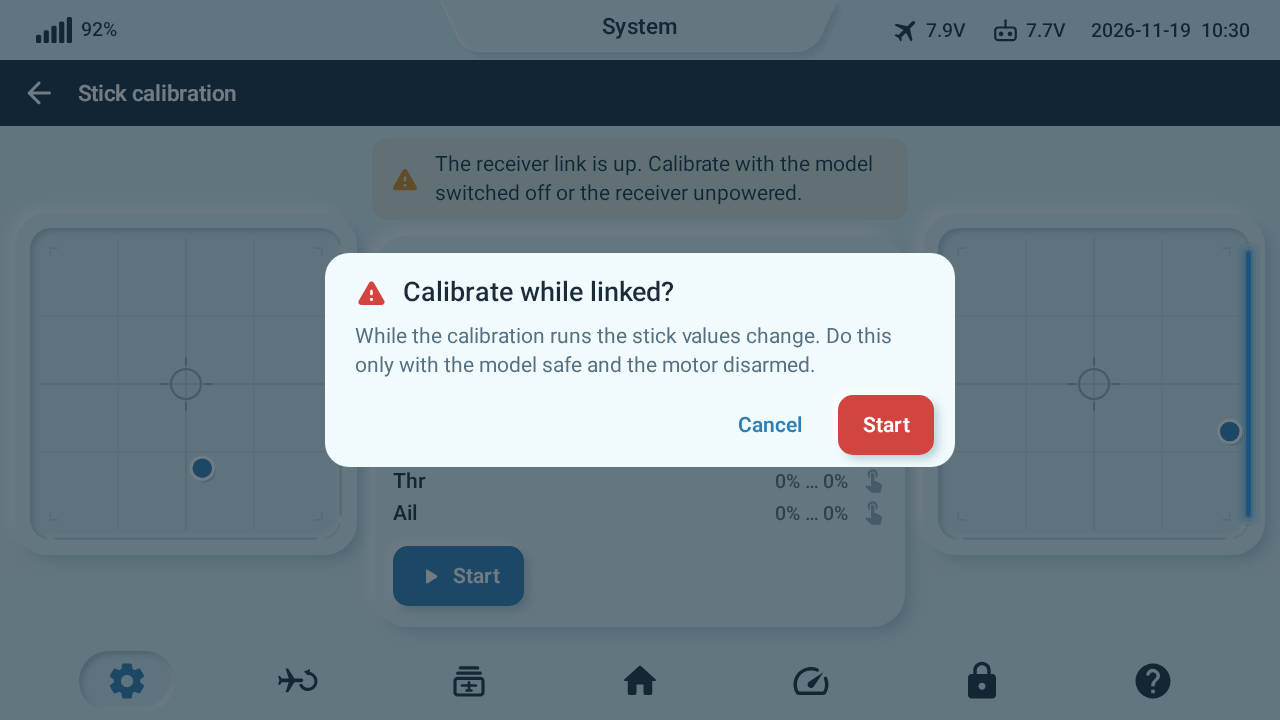 92%
System
7.9V
7.7V
2026-11-19 10:30
Stick calibration
The receiver link is up. Calibrate with the model
switched off or the receiver unpowered.
Calibrate while linked?
While the calibration runs the stick values change. Do this
only with the model safe and the motor disarmed.
Cancel
Start
Thr
0% ... 0%
Ail
0% ... 0%
Start